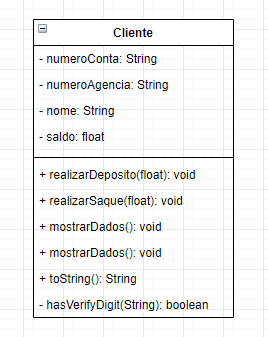 Cliente
- numeroConta: String
- numeroAgencia: String
- nome: String
- saldo: float
+ realizarDeposito(float): void
+ realizarSaque(float): void
+ mostrarDados(): void
+ mostrarDados(): void
+ toString(): String
- hasVerifyDigit(String): boolean